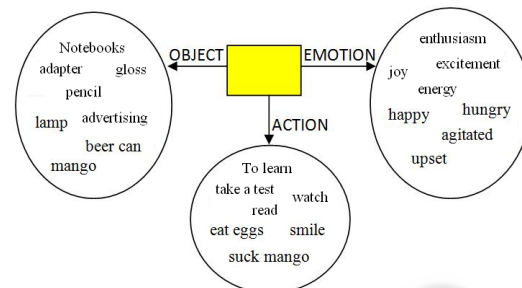 Notebooks
adapter gloss
pencil
lamp advertising
beer can
mango
OBJECT
EMOTION
enthusiasm
joy excitement
energy
happy hungry
agitated
upset
ACTION
To learn
take a test watch
read
eat eggs smile
suck mango